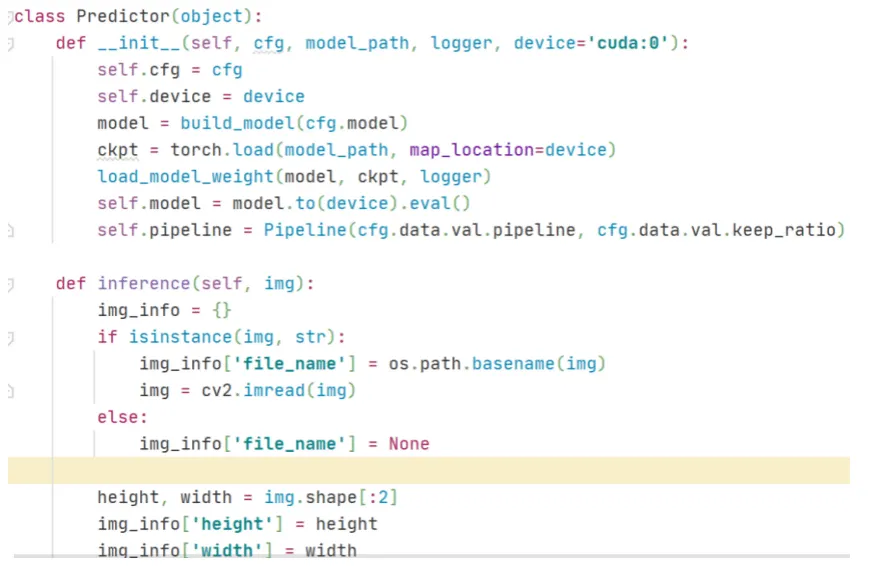 class Predictor(object):
    def __init__(self, cfg, model_path, logger, device='cuda:0'):
        self.cfg = cfg
        self.device = device
        model = build_model(cfg.model)
        ckpt = torch.load(model_path, map_location=device)
        load_model_weight(model, ckpt, logger)
        self.model = model.to(device).eval()
        self.pipeline = Pipeline(cfg.data.val.pipeline, cfg.data.val.keep_ratio)
    def inference(self, img):
        img_info = {}
        if isinstance(img, str):
            img_info['file_name'] = os.path.basename(img)
            img = cv2.imread(img)
        else:
            img_info['file_name'] = None
        height, width = img.shape[:2]
        img_info['height'] = height
        img_info['width'] = width